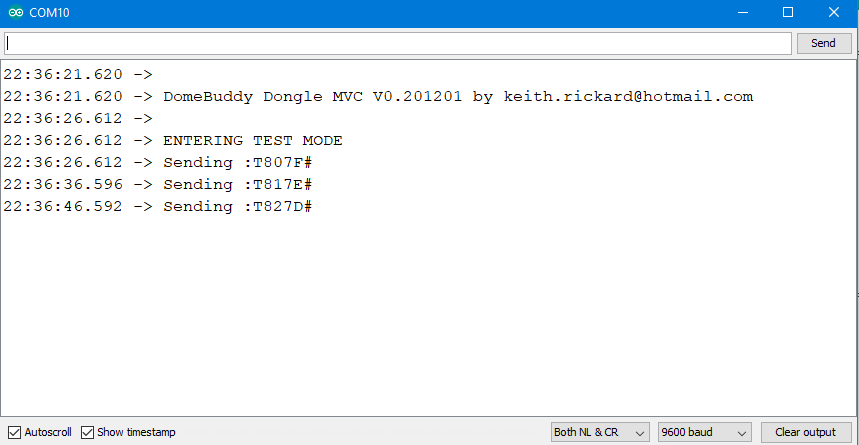 COM10
Send
22:36:21.620 ->
22:36:21.620 -> DomeBuddy Dongle MVC V0.201201 by keith.rickard@hotmail.com
22:36:26.612 ->
22:36:26.612 -> ENTERING TEST MODE
22:36:26.612 -> Sending :T807F#
22:36:36.596 -> Sending :T817E#
22:36:46.592 -> Sending :T827D#
Autoscroll Show timestamp Both NL & CR 9600 baud Clear output